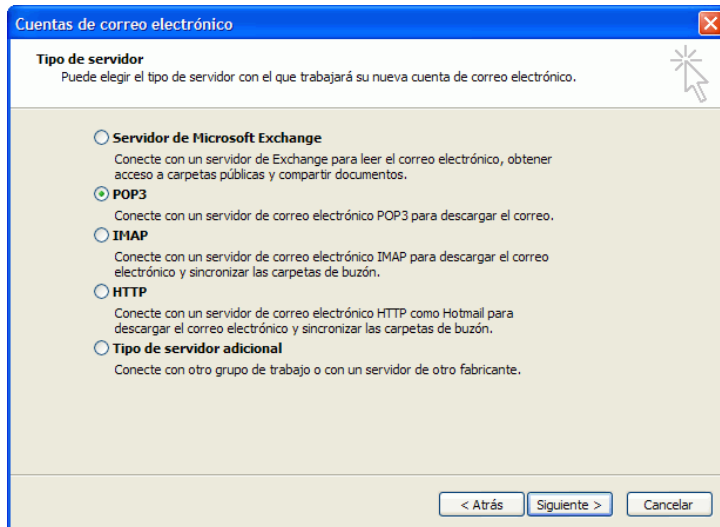 Cuentas de correo electrónico
Tipo de servidor
Puede elegir el tipo de servidor con el que trabajará su nueva cuenta de correo electrónico.
Servidor de Microsoft Exchange
Conecte con un servidor de Exchange para leer el correo electrónico, obtener
acceso a carpetas públicas y compartir documentos.
POP3
Conecte con un servidor de correo electrónico POP3 para descargar el correo.
IMAP
Conecte con un servidor de correo electrónico IMAP para descargar el correo
electrónico y sincronizar las carpetas de buzón.
HTTP
Conecte con un servidor de correo electrónico HTTP como Hotmail para
descargar el correo electrónico y sincronizar las carpetas de buzón.
Tipo de servidor adicional
Conecte con otro grupo de trabajo o con un servidor de otro fabricante.
< Atrás Siguiente > Cancelar